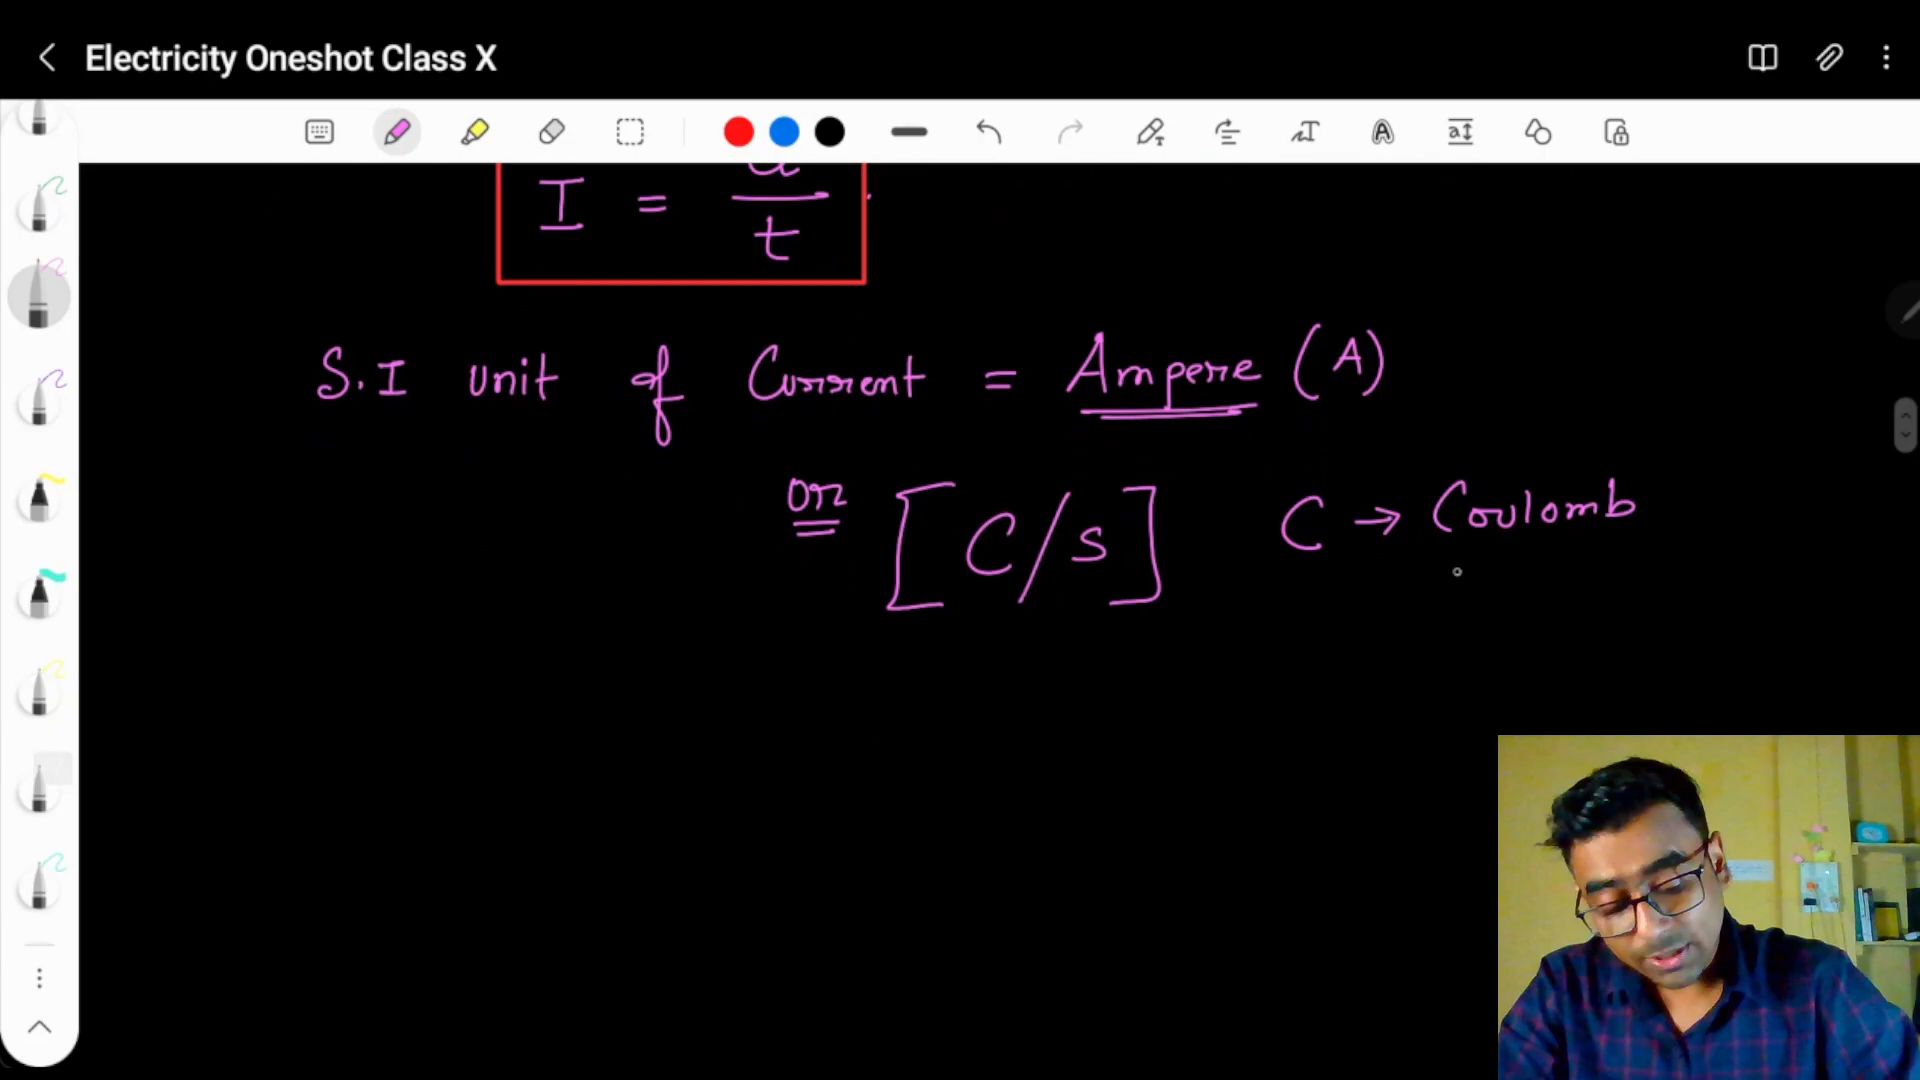 Electricity Oneshot Class X
I =
t
S.I unit of Current = Ampere (A)
or [C/s] C → Coulomb